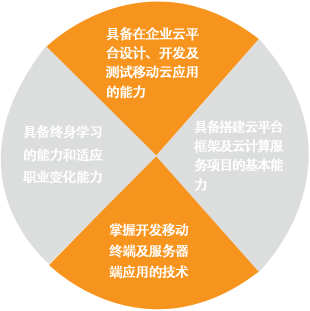 具备在企业云平
台设计、开发及
测试移动云应用
的能力
具备终身学习
的能力和适应
职业变化能力
具备搭建云平台
框架及云计算服
务项目的基本能
力
掌握开发移动
终端及服务器
端应用的技术